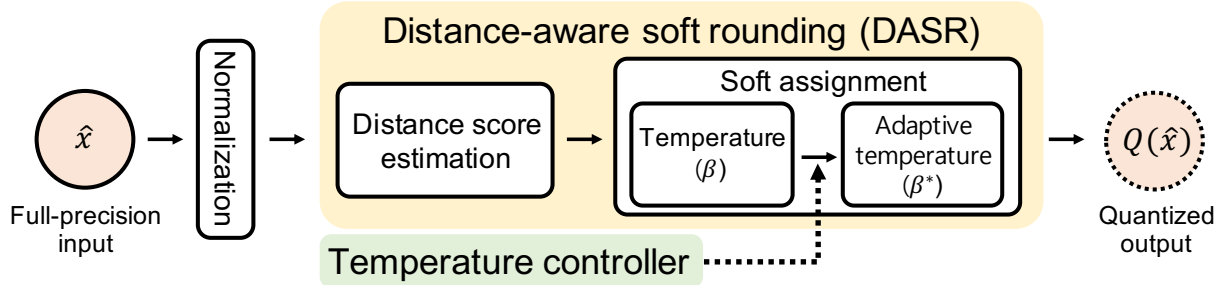 Distance-aware soft rounding (DASR)
Normalization
Soft assignment
x̂
Distance score
estimation
Temperature
(β)
Adaptive
temperature
(β*)
Q(x̂)
Full-precision
input
Quantized
output
Temperature controller